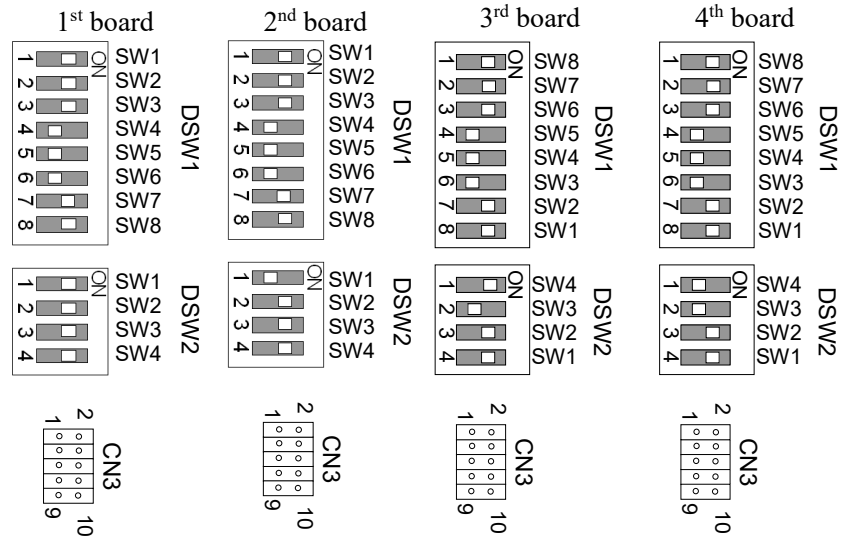 1st board 2nd board 3rd board 4th board
1 ON SW1
2 SW2
3 SW3
4 SW4
5 SW5
6 SW6
7 SW7
8 SW8
DSW1
1 ON SW1
2 SW2
3 SW3
4 SW4
5 SW5
6 SW6
7 SW7
8 SW8
DSW1
1 ON SW8
2 SW7
3 SW6
4 SW5
5 SW4
6 SW3
7 SW2
8 SW1
DSW1
1 ON SW8
2 SW7
3 SW6
4 SW5
5 SW4
6 SW3
7 SW2
8 SW1
DSW1
1 ON SW1
2 SW2
3 SW3
4 SW4
DSW2
1 ON SW1
2 SW2
3 SW3
4 SW4
DSW2
1 ON SW4
2 SW3
3 SW2
4 SW1
DSW2
1 ON SW4
2 SW3
3 SW2
4 SW1
DSW2
1 2
CN3
9 10
1 2
CN3
9 10
1 2
CN3
9 10
1 2
CN3
9 10